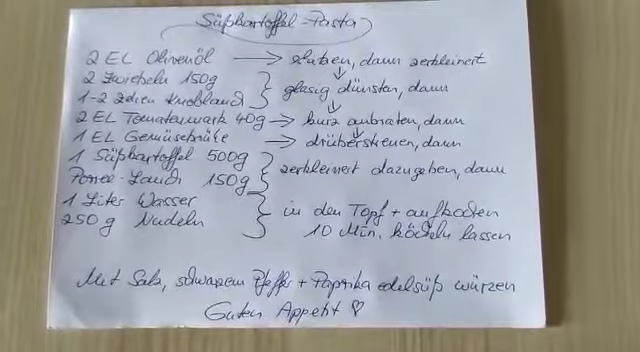 Süßkartoffel-Pasta
2 EL Olivenöl → erhitzen, dann zerkleinert
2 Zwiebeln 150g
1-2 Zehen Knoblauch } glasig dünsten, dann
2 EL Tomatenmark 40g → kurz anbraten, dann
1 EL Gemüsebrühe → drüberstreuen, dann
1 Süßkartoffel 500g
Porree-Lauch 150g } zerkleinert dazugeben, dann
1 Liter Wasser
250 g Nudeln } in den Topf + aufkochen
10 Min. köcheln lassen
Mit Salz, schwarzem Pfeffer + Paprika edelsüß würzen
Guten Appetit ♡